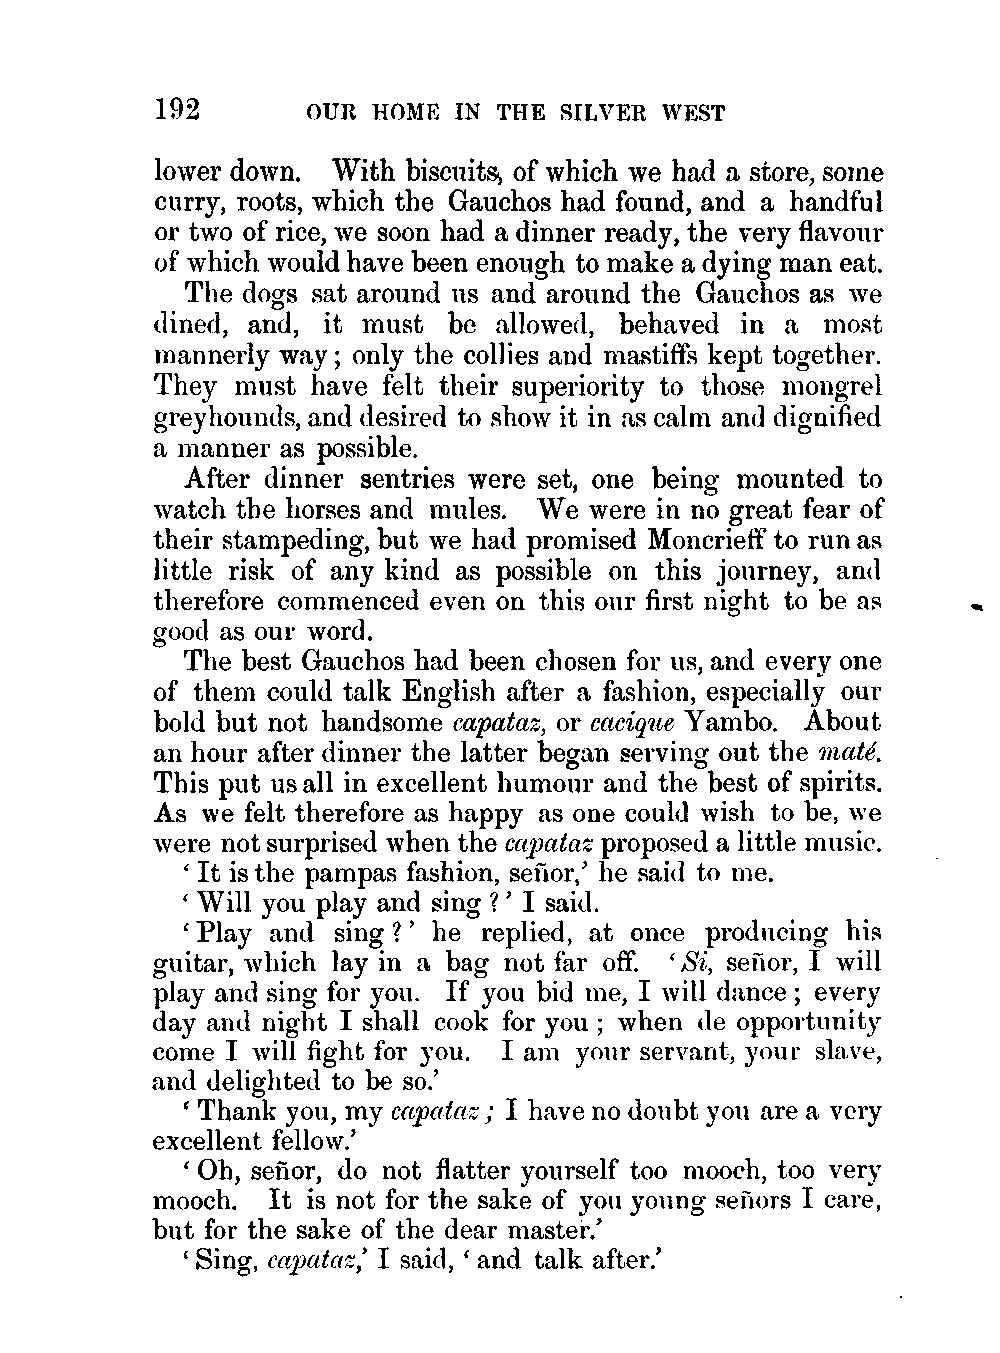 192 OUR HOME IN THE SILVER WEST
lower down. With biscuits, of which we had a store, some
curry, roots, which the Gauchos had found, and a handful
or two of rice, we soon had a dinner ready, the very flavour
of which would have been enough to make a dying man eat.
The dogs sat around us and around the Gauchos as we
dined, and, it must be allowed, behaved in a most
mannerly way; only the collies and mastiffs kept together.
They must have felt their superiority to those mongrel
greyhounds, and desired to show it in as calm and dignified
a manner as possible.
After dinner sentries were set, one being mounted to
watch the horses and mules. We were in no great fear of
their stampeding, but we had promised Moncrieff to run as
little risk of any kind as possible on this journey, and
therefore commenced even on this our first night to be as
good as our word.
The best Gauchos had been chosen for us, and every one
of them could talk English after a fashion, especially our
bold but not handsome capataz, or cacique Yambo. About
an hour after dinner the latter began serving out the maté.
This put us all in excellent humour and the best of spirits.
As we felt therefore as happy as one could wish to be, we
were not surprised when the capataz proposed a little music.
‘It is the pampas fashion, señor,’ he said to me.
‘Will you play and sing?’ I said.
‘Play and sing?’ he replied, at once producing his
guitar, which lay in a bag not far off. ‘Si, señor, I will
play and sing for you. If you bid me, I will dance; every
day and night I shall cook for you; when de opportunity
come I will fight for you. I am your servant, your slave,
and delighted to be so.’
‘Thank you, my capataz; I have no doubt you are a very
excellent fellow.’
‘Oh, señor, do not flatter yourself too mooch, too very
mooch. It is not for the sake of you young señors I care,
but for the sake of the dear master.’
‘Sing, capataz,’ I said, ‘and talk after.’